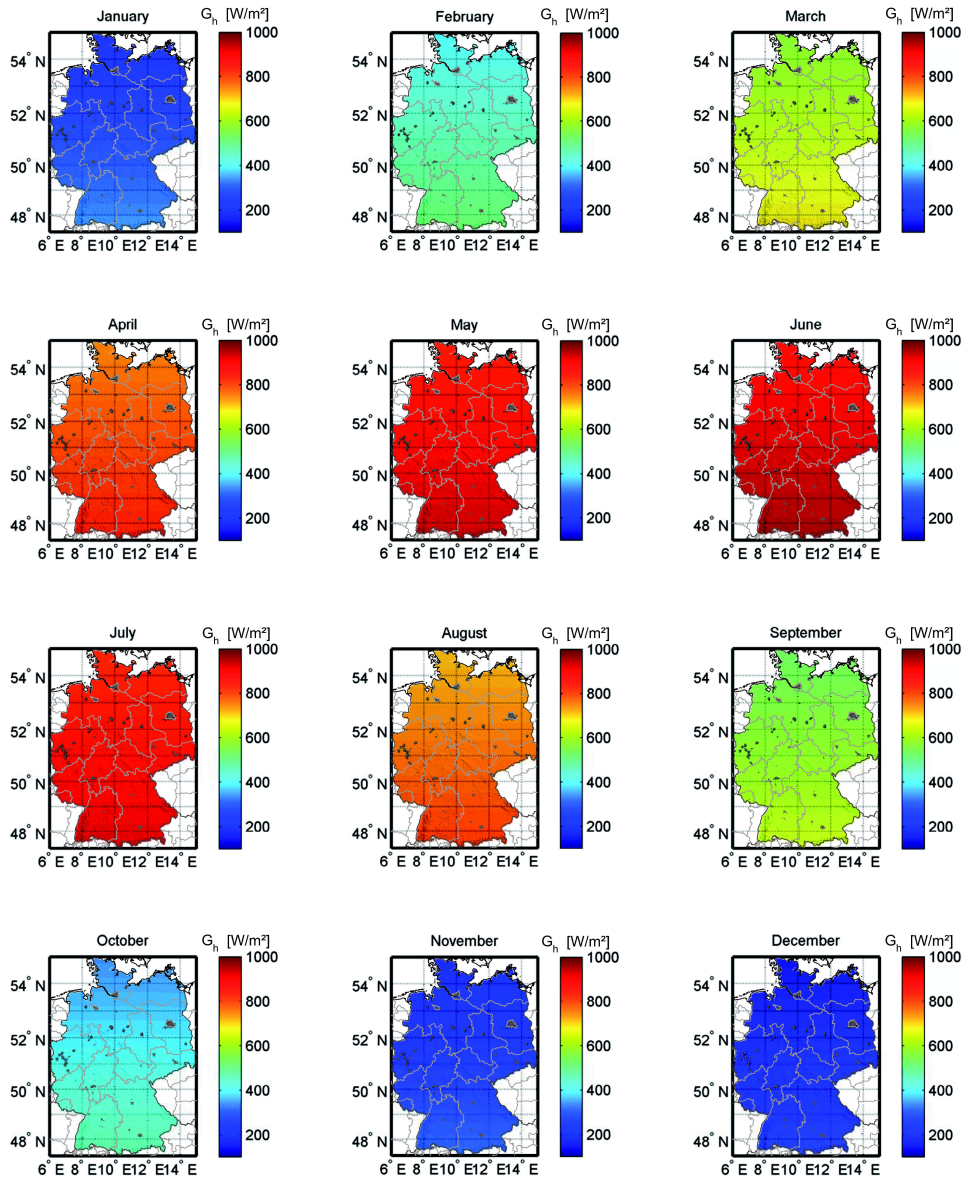 January G_h [W/m²]
1000
54° N 800
52° N 600
50° N 400
48° N 200
6° E 8° E10° E12° E14° E
February G_h [W/m²]
1000
54° N 800
52° N 600
50° N 400
48° N 200
6° E 8° E10° E12° E14° E
March G_h [W/m²]
1000
54° N 800
52° N 600
50° N 400
48° N 200
6° E 8° E10° E12° E14° E
April G_h [W/m²]
1000
54° N 800
52° N 600
50° N 400
48° N 200
6° E 8° E10° E12° E14° E
May G_h [W/m²]
1000
54° N 800
52° N 600
50° N 400
48° N 200
6° E 8° E10° E12° E14° E
June G_h [W/m²]
1000
54° N 800
52° N 600
50° N 400
48° N 200
6° E 8° E10° E12° E14° E
July G_h [W/m²]
1000
54° N 800
52° N 600
50° N 400
48° N 200
6° E 8° E10° E12° E14° E
August G_h [W/m²]
1000
54° N 800
52° N 600
50° N 400
48° N 200
6° E 8° E10° E12° E14° E
September G_h [W/m²]
1000
54° N 800
52° N 600
50° N 400
48° N 200
6° E 8° E10° E12° E14° E
October G_h [W/m²]
1000
54° N 800
52° N 600
50° N 400
48° N 200
6° E 8° E10° E12° E14° E
November G_h [W/m²]
1000
54° N 800
52° N 600
50° N 400
48° N 200
6° E 8° E10° E12° E14° E
December G_h [W/m²]
1000
54° N 800
52° N 600
50° N 400
48° N 200
6° E 8° E10° E12° E14° E